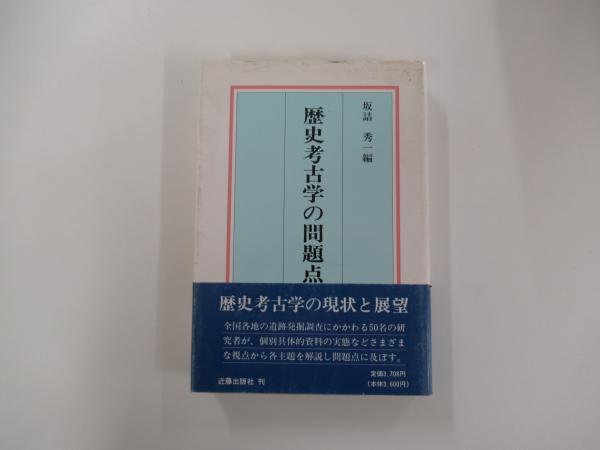 坂詰 秀一編
歴史考古学の問題点
歴史考古学の現状と展望
全国各地の遺跡発掘調査にかかわる50名の研
究者が、個別具体的資料の実態などさまざま
な視点から各主題を解説し問題点に及ぼす。
定価3,708円
(本体3,600円)
近藤出版社 刊